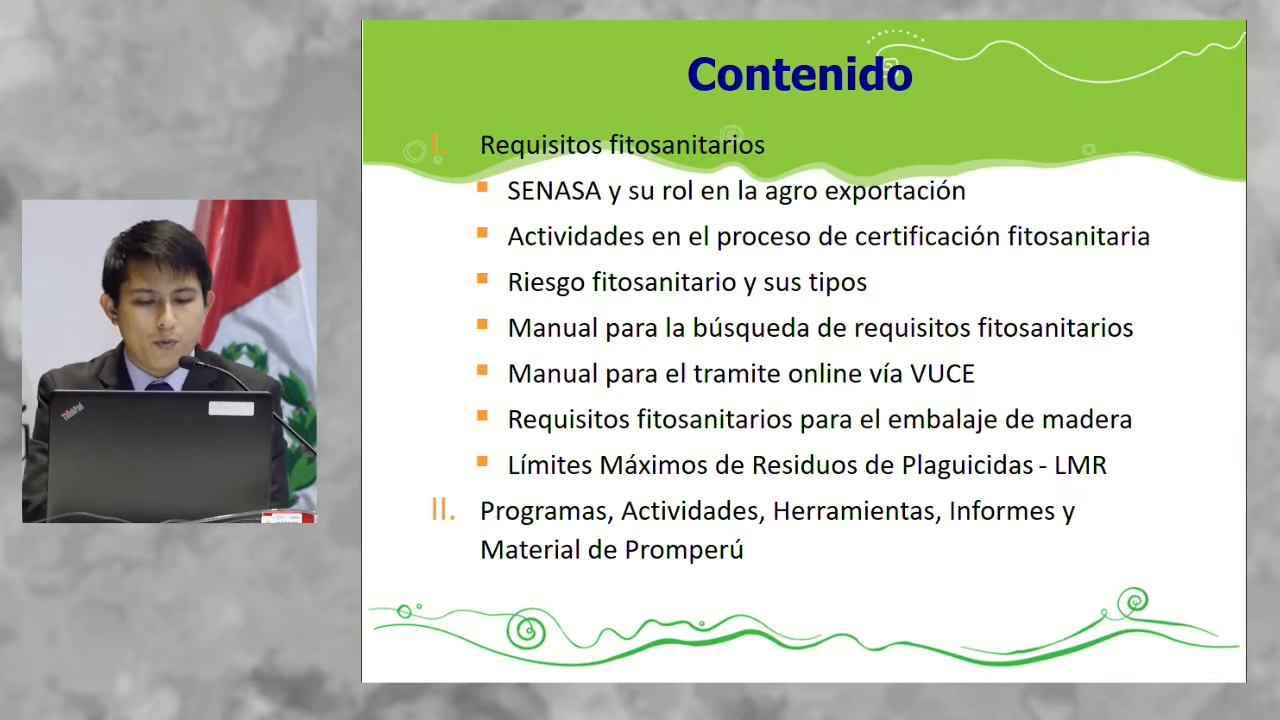 Contenido
I. Requisitos fitosanitarios
SENASA y su rol en la agro exportación
Actividades en el proceso de certificación fitosanitaria
Riesgo fitosanitario y sus tipos
Manual para la búsqueda de requisitos fitosanitarios
Manual para el tramite online vía VUCE
Requisitos fitosanitarios para el embalaje de madera
Límites Máximos de Residuos de Plaguicidas - LMR
II. Programas, Actividades, Herramientas, Informes y
Material de Promperú
ThinkPad